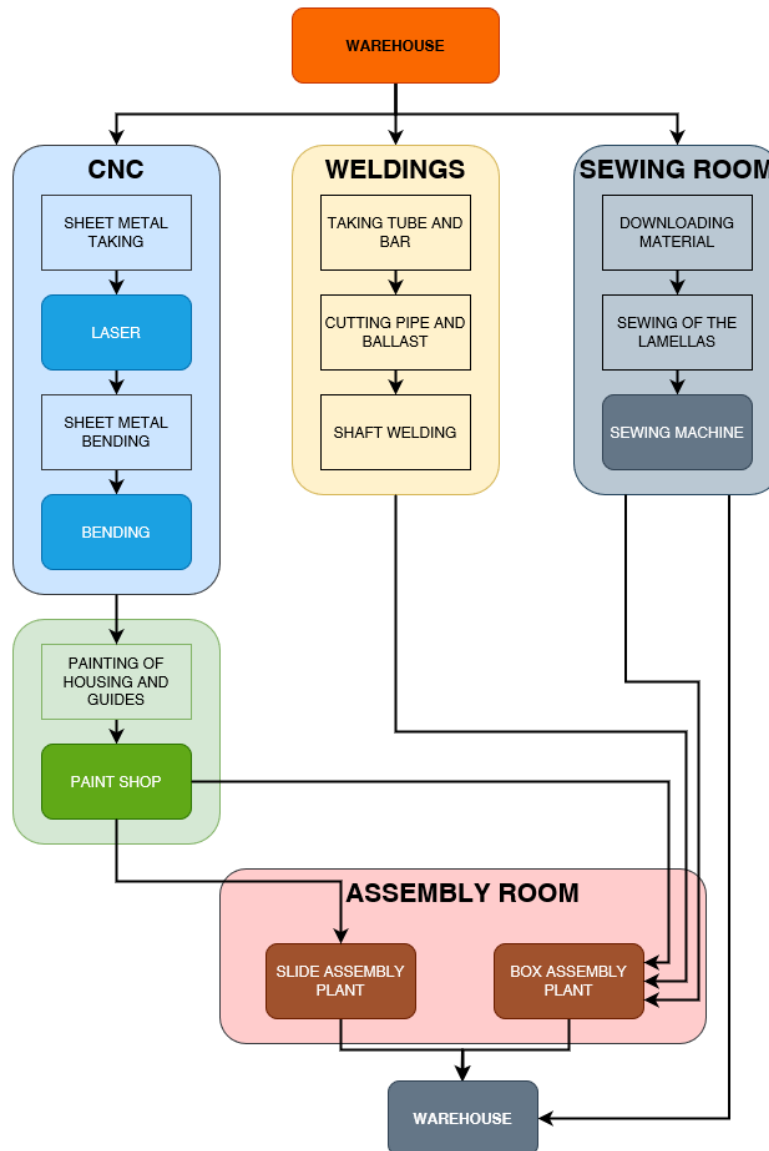 WAREHOUSE
CNC
SHEET METAL
TAKING
LASER
SHEET METAL
BENDING
BENDING
WELDINGS
TAKING TUBE AND
BAR
CUTTING PIPE AND
BALLAST
SHAFT WELDING
SEWING ROOM
DOWNLOADING
MATERIAL
SEWING OF THE
LAMELLAS
SEWING MACHINE
PAINTING OF
HOUSING AND
GUIDES
PAINT SHOP
ASSEMBLY ROOM
SLIDE ASSEMBLY
PLANT
BOX ASSEMBLY
PLANT
WAREHOUSE